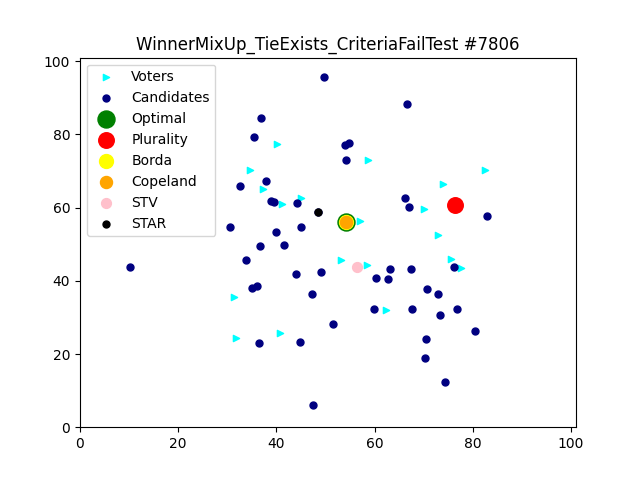 WinnerMixUp_TieExists_CriteriaFailTest #7806
100
80
60
40
20
0
0
20
40
60
80
100
Voters
Candidates
Optimal
Plurality
Borda
Copeland
STV
STAR